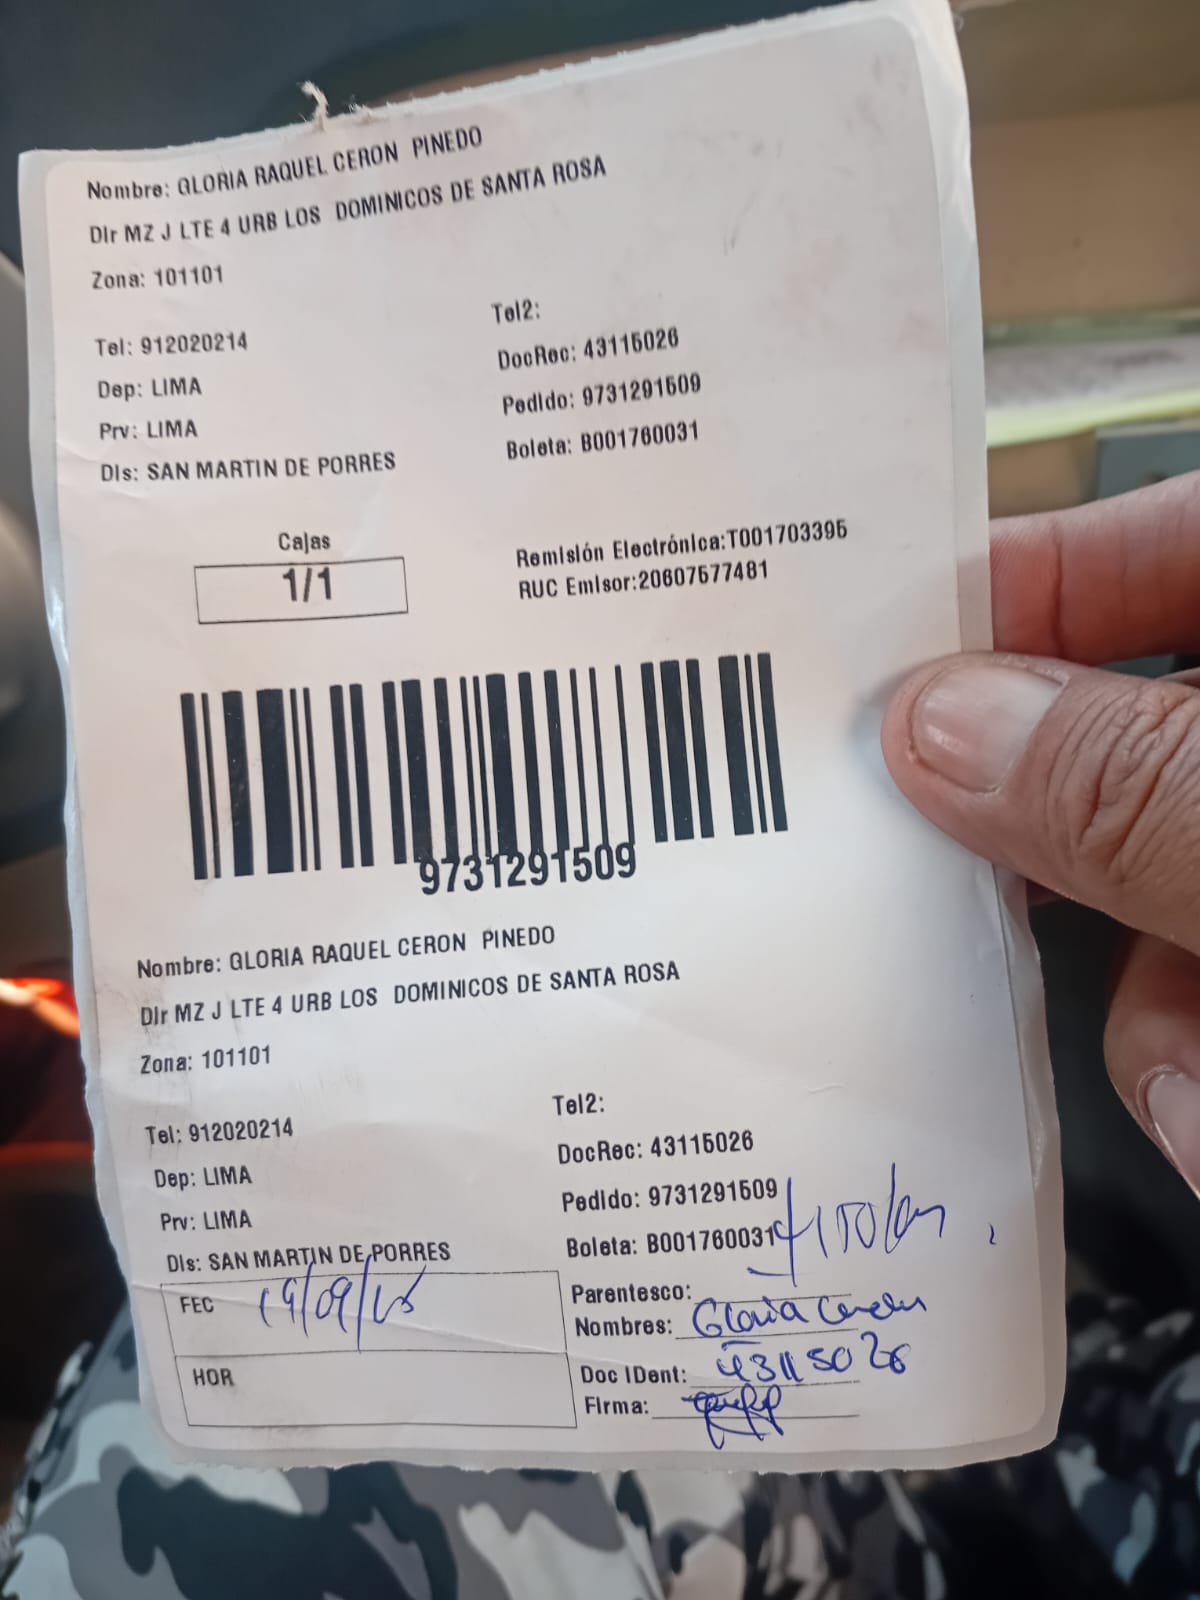 Nombre: GLORIA RAQUEL CERON PINEDO
DIr MZ J LTE 4 URB LOS DOMINICOS DE SANTA ROSA
Zona: 101101
Tel2:
Tel: 912020214
DocRec: 43115026
Dep: LIMA
Pedido: 9731291509
Prv: LIMA
Boleta: B001760031
DIs: SAN MARTIN DE PORRES
Cajas
1/1
Remisión Electrónica:T001703395
RUC Emisor:20607577481
9731291509
Nombre: GLORIA RAQUEL CERON PINEDO
DIr MZ J LTE 4 URB LOS DOMINICOS DE SANTA ROSA
Zona: 101101
Tel2:
Tel: 912020214
DocRec: 43115026
Dep: LIMA
Pedido: 9731291509
Prv: LIMA
Boleta: B001760031
DIs: SAN MARTIN DE PORRES
FEC 19/09/25
Parentesco:
Nombres: Gloria Ceron
HOR
Doc IDent: 43115026
Firma: